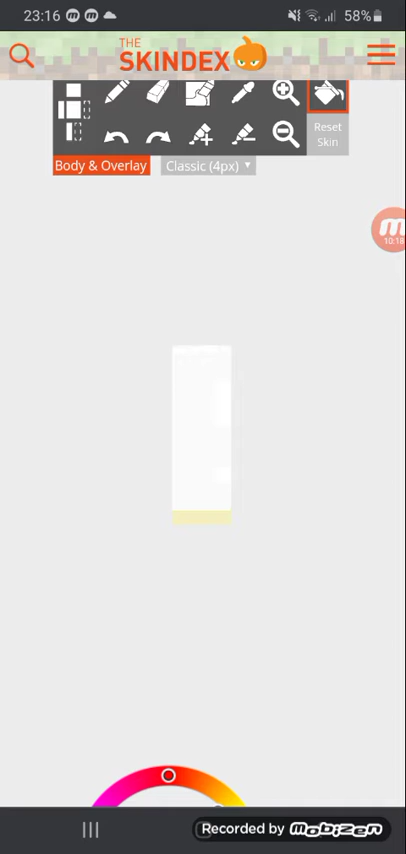 23:16
58%
THE
SKINDEX
Reset
Skin
Body & Overlay
Classic (4px)
m
10:18
Recorded by mobizen